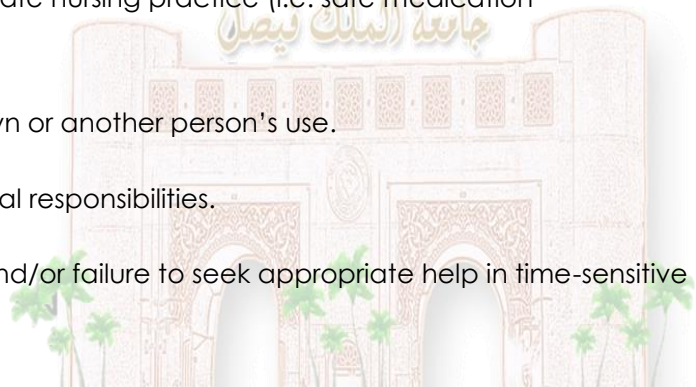 ate nursing practice (i.e. safe medication
جامعة الملك فيصل
wn or another person's use.
al responsibilities.
nd/or failure to seek appropriate help in time-sensitive